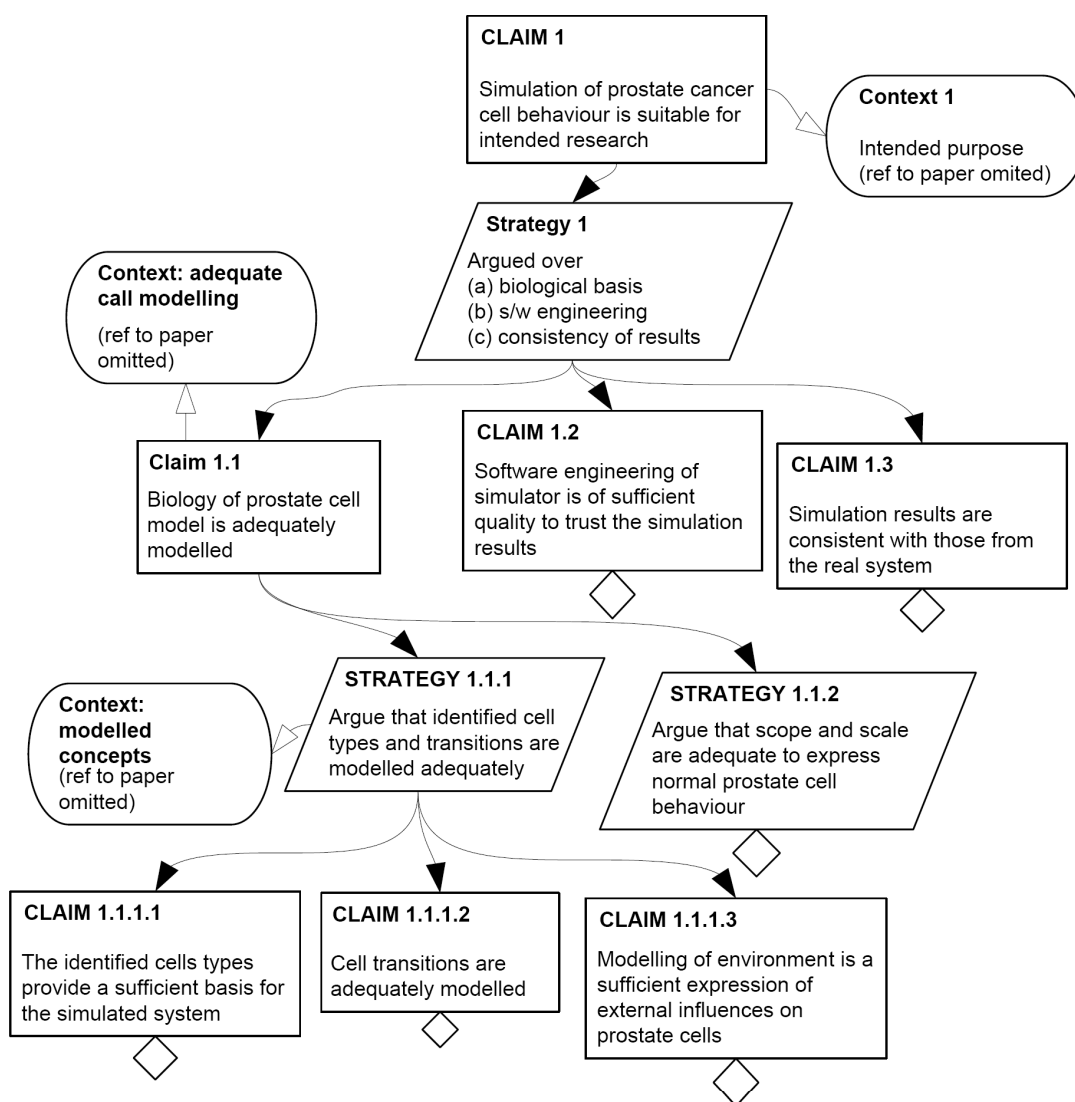 CLAIM 1
Simulation of prostate cancer
cell behaviour is suitable for
intended research
Context 1
Intended purpose
(ref to paper omited)
Strategy 1
Argued over
(a) biological basis
(b) s/w engineering
(c) consistency of results
Context: adequate
call modelling
(ref to paper
omitted)
Claim 1.1
Biology of prostate cell
model is adequately
modelled
CLAIM 1.2
Software engineering of
simulator is of sufficient
quality to trust the simulation
results
CLAIM 1.3
Simulation results are
consistent with those from
the real system
Context:
modelled
concepts
(ref to paper
omitted)
STRATEGY 1.1.1
Argue that identified cell
types and transitions are
modelled adequately
STRATEGY 1.1.2
Argue that scope and scale
are adequate to express
normal prostate cell
behaviour
CLAIM 1.1.1.1
The identified cells types
provide a sufficient basis for
the simulated system
CLAIM 1.1.1.2
Cell transitions are
adequately modelled
CLAIM 1.1.1.3
Modelling of environment is a
sufficient expression of
external influences on
prostate cells